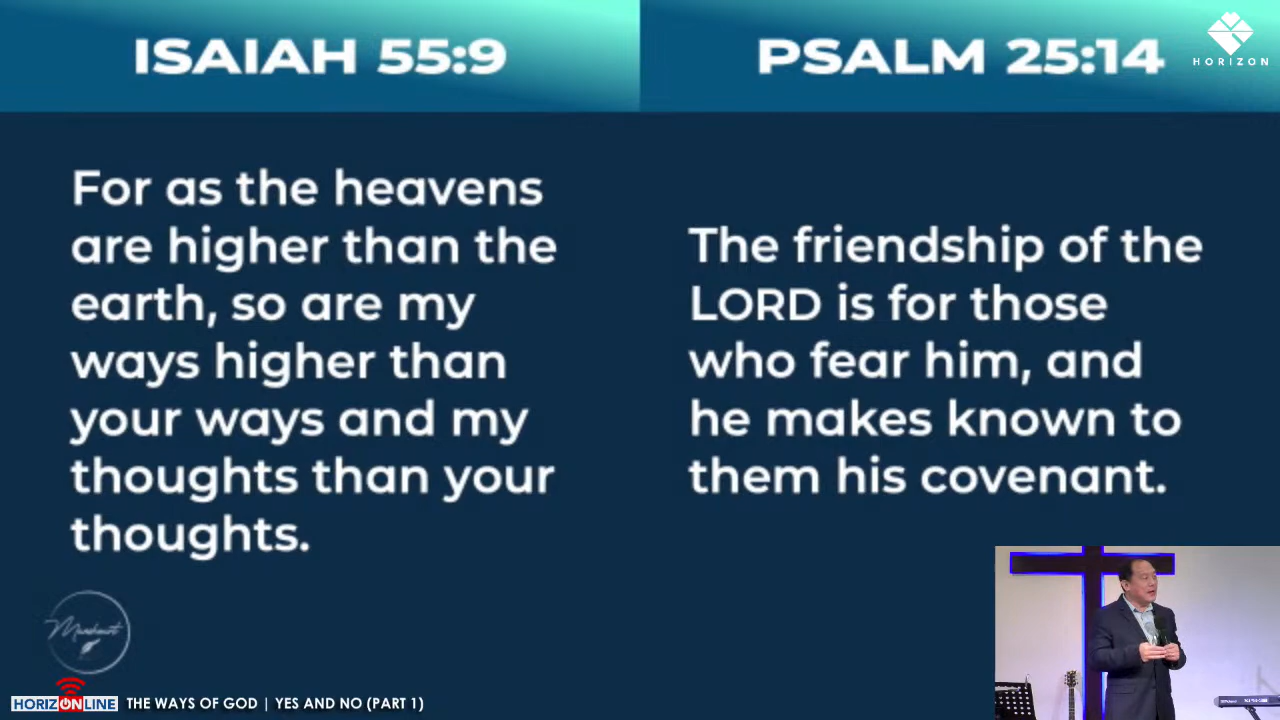 ISAIAH 55:9
PSALM 25:14
HORIZON
For as the heavens
are higher than the
earth, so are my
ways higher than
your ways and my
thoughts than your
thoughts.
The friendship of the
LORD is for those
who fear him, and
he makes known to
them his covenant.
HORIZONLINE THE WAYS OF GOD | YES AND NO (PART 1)